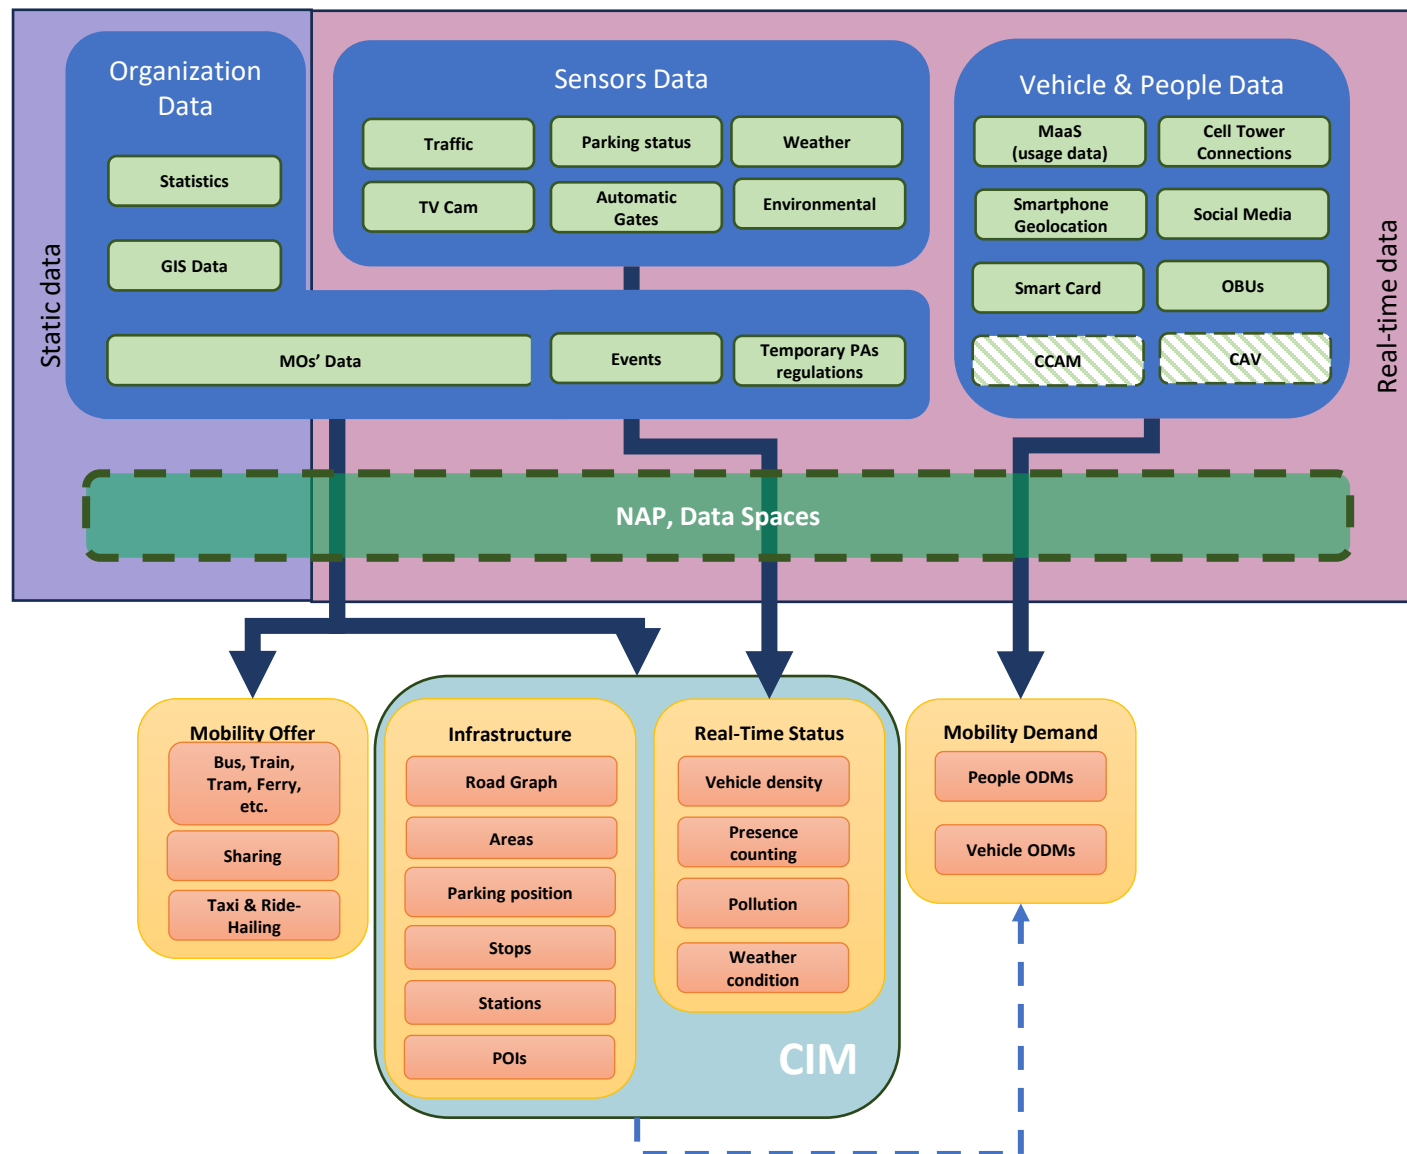 Organization
Data
Statistics
GIS Data
Static data
Sensors Data
Traffic
Parking status
Weather
TV Cam
Automatic
Gates
Environmental
MOs’ Data
Events
Temporary PAs
regulations
Vehicle & People Data
MaaS
(usage data)
Cell Tower
Connections
Smartphone
Geolocation
Social Media
Smart Card
OBUs
CCAM
CAV
Real-time data
NAP, Data Spaces
Mobility Offer
Bus, Train,
Tram, Ferry,
etc.
Sharing
Taxi & Ride-
Hailing
Infrastructure
Road Graph
Areas
Parking position
Stops
Stations
POIs
Real-Time Status
Vehicle density
Presence
counting
Pollution
Weather
condition
CIM
Mobility Demand
People ODMs
Vehicle ODMs